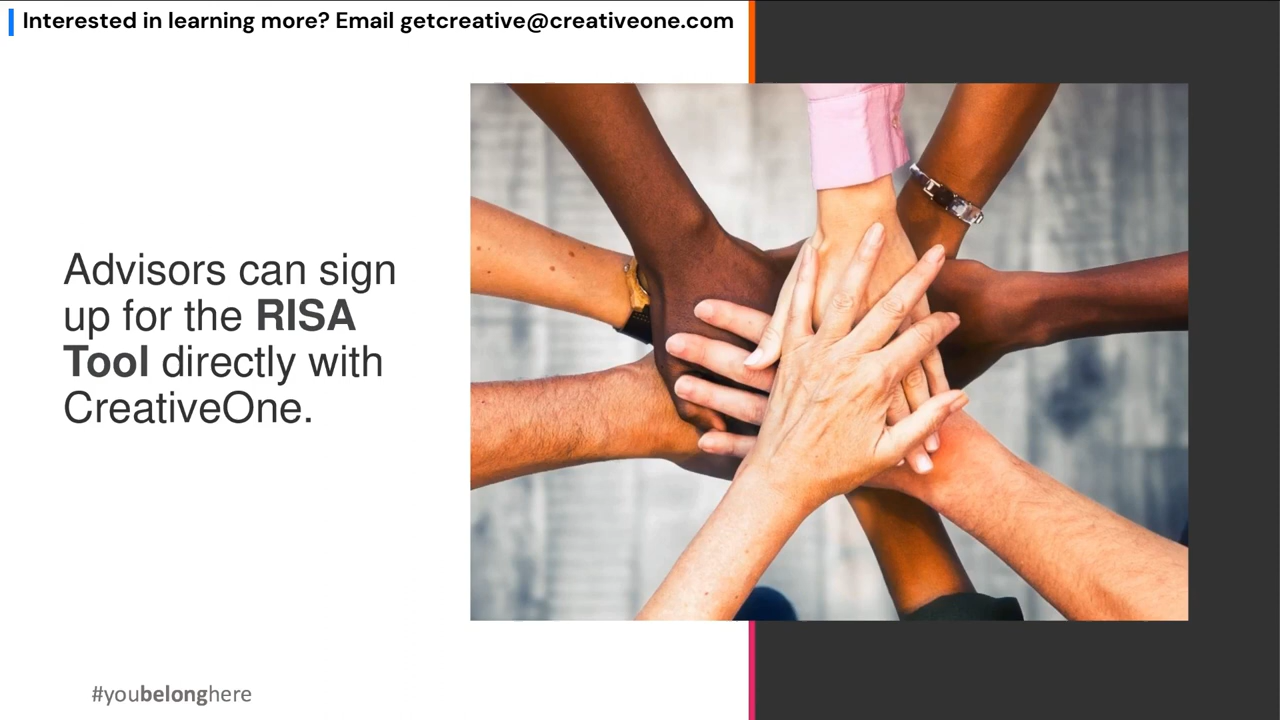 Interested in learning more? Email getcreative@creativeone.com
Advisors can sign
up for the RISA
Tool directly with
CreativeOne.
#youbelonghere